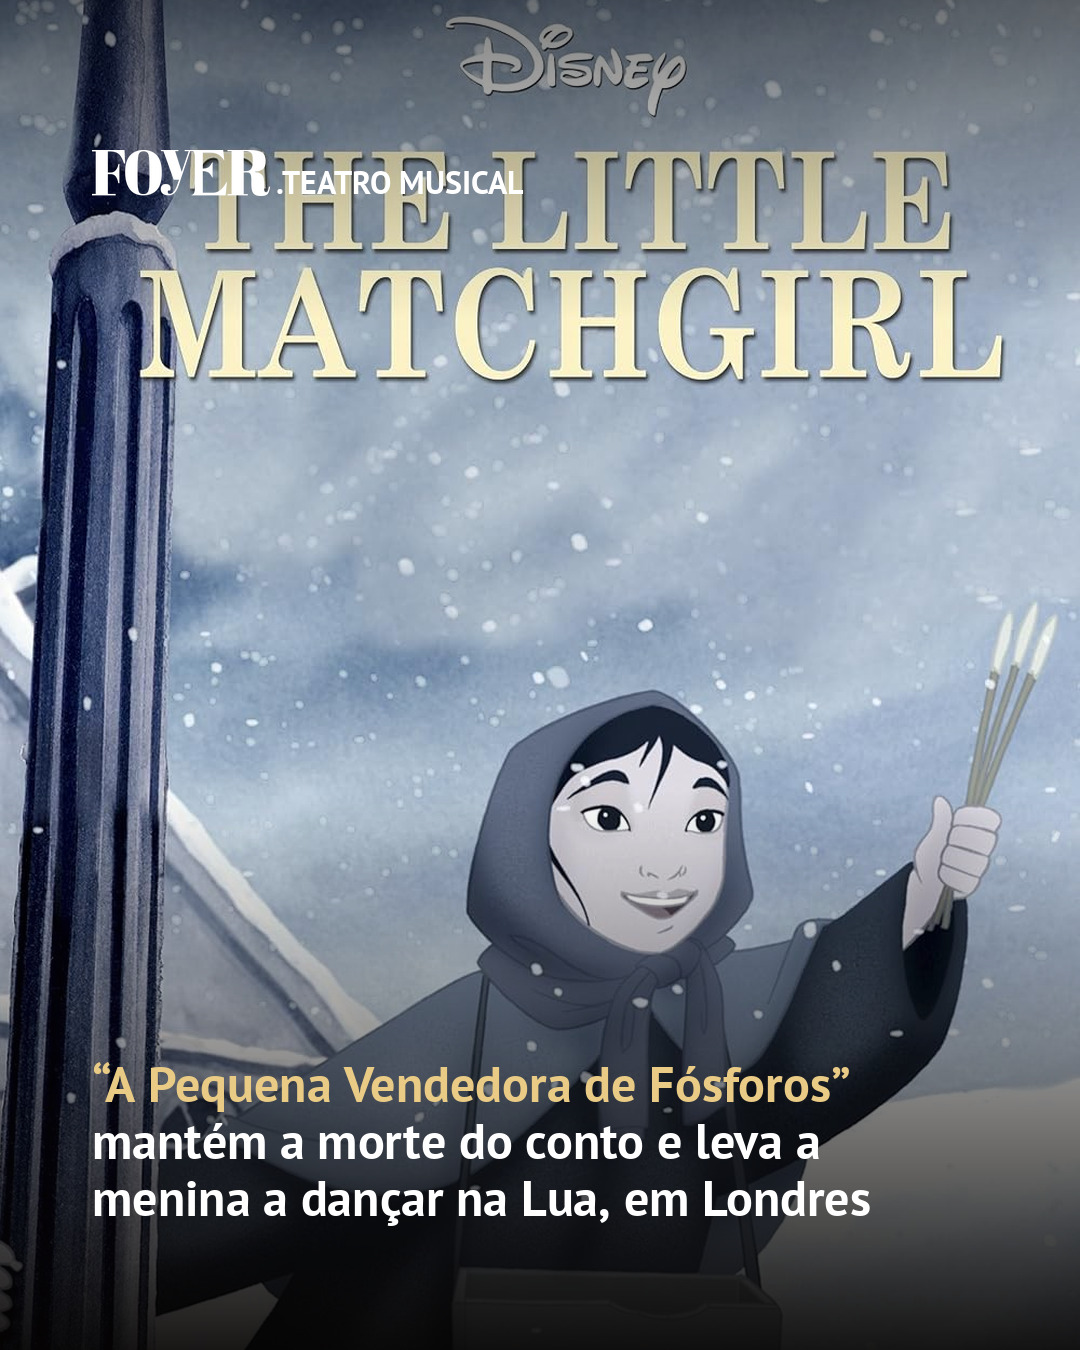 DISNEY
FOYER .TEATRO MUSICAL
THE LITTLE
MATCHGIRL
“A Pequena Vendedora de Fósforos”
mantém a morte do conto e leva a
menina a dançar na Lua, em Londres